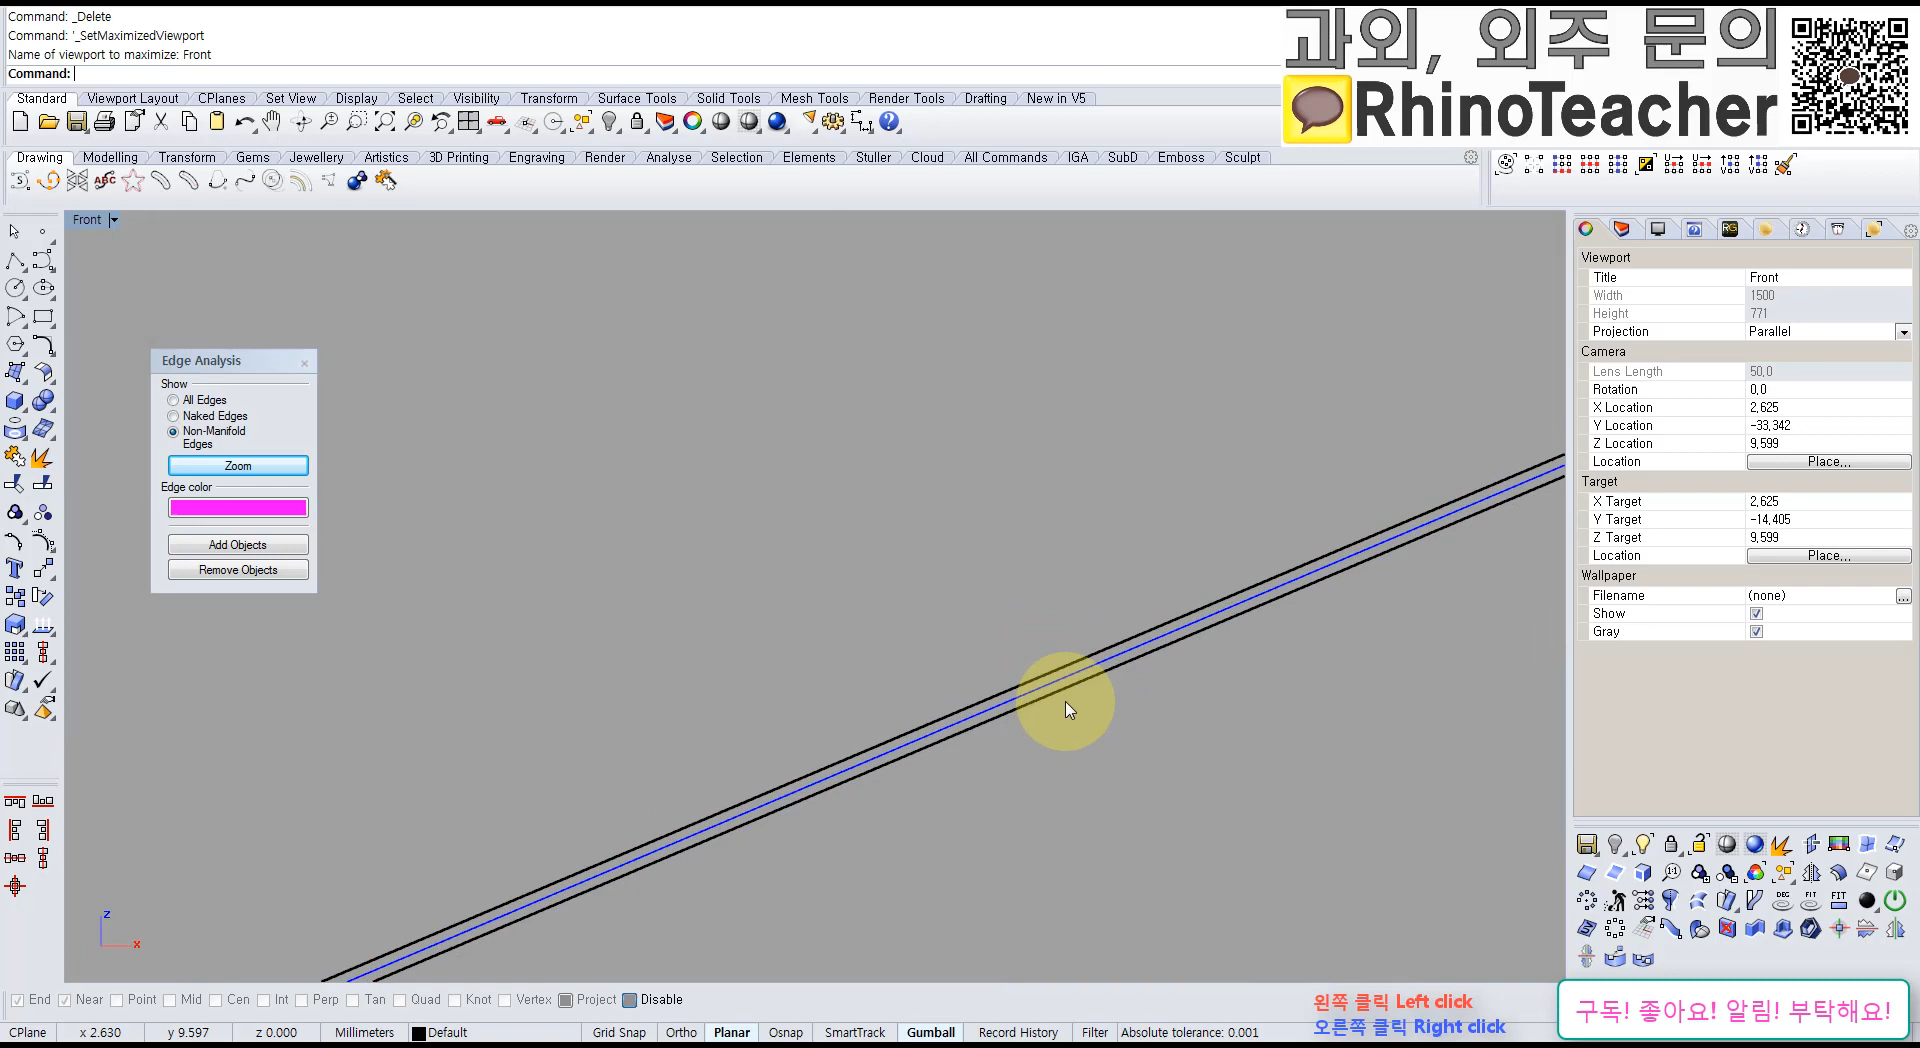 Command: _Delete
Command: '_SetMaximizedViewport
Name of viewport to maximize: Front
Command:
과외, 외주 문의
RhinoTeacher
Standard Viewport Layout CPlanes Set View Display Select Visibility Transform Surface Tools Solid Tools Mesh Tools Render Tools Drafting New in V5
Drawing Modelling Transform Gems Jewellery Artistics 3D Printing Engraving Render Analyse Selection Elements Stuller Cloud All Commands IGA SubD Emboss Sculpt
ABC
Front
Edge Analysis
Show
All Edges
Naked Edges
Non-Manifold
Edges
Zoom
Edge color
Add Objects
Remove Objects
z
x
RG
Viewport
Title Front
Width 1500
Height 771
Projection Parallel
Camera
Lens Length 50,0
Rotation 0,0
X Location 2,625
Y Location -33,342
Z Location 9,599
Location Place...
Target
X Target 2,625
Y Target -14,405
Z Target 9,599
Location Place...
Wallpaper
Filename (none) ...
Show
Gray
DEG FIT FIT
End Near Point Mid Cen Int Perp Tan Quad Knot Vertex Project Disable
왼쪽 클릭 Left click
오른쪽 클릭 Right click
구독! 좋아요! 알림! 부탁해요!
CPlane x 2.630 y 9.597 z 0.000 Millimeters Default Grid Snap Ortho Planar Osnap SmartTrack Gumball Record History Filter Absolute tolerance: 0.001